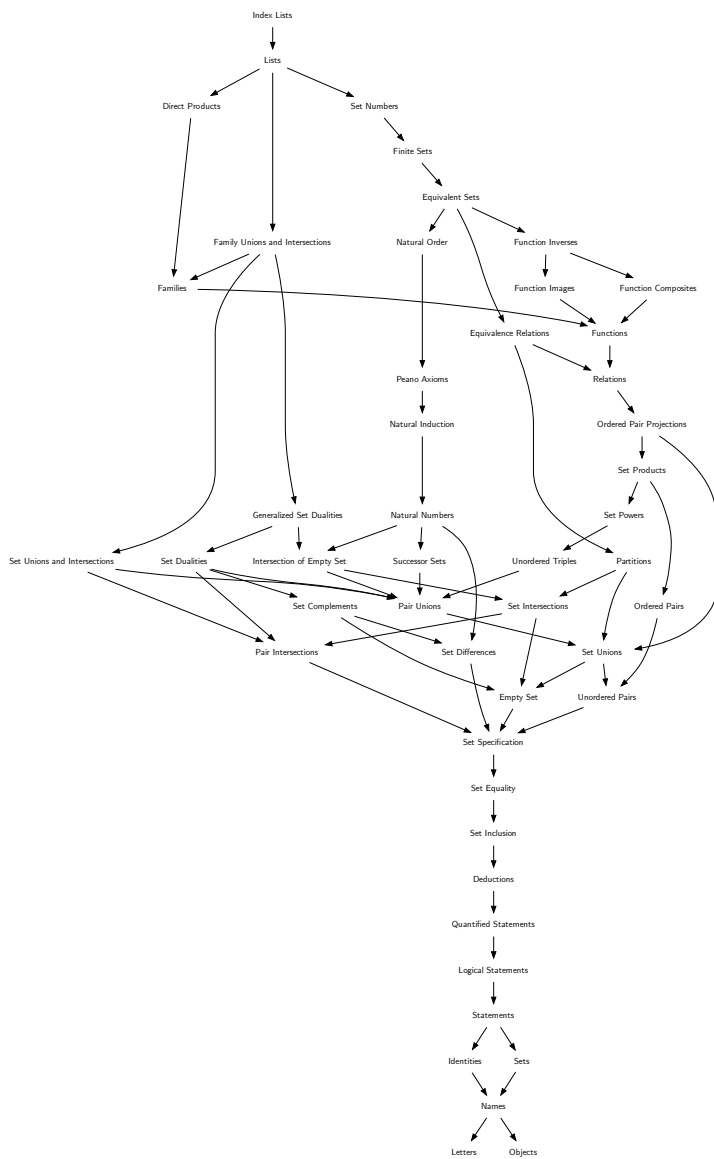 Index Lists
Lists
Direct Products
Set Numbers
Finite Sets
Equivalent Sets
Family Unions and Intersections
Natural Order
Function Inverses
Families
Function Images
Function Composites
Equivalence Relations
Functions
Peano Axioms
Relations
Natural Induction
Ordered Pair Projections
Set Products
Generalized Set Dualities
Natural Numbers
Set Powers
Set Unions and Intersections
Set Dualities
Intersection of Empty Set
Successor Sets
Unordered Triples
Partitions
Set Complements
Pair Unions
Set Intersections
Ordered Pairs
Pair Intersections
Set Differences
Set Unions
Empty Set
Unordered Pairs
Set Specification
Set Equality
Set Inclusion
Deductions
Quantified Statements
Logical Statements
Statements
Identities
Sets
Names
Letters
Objects